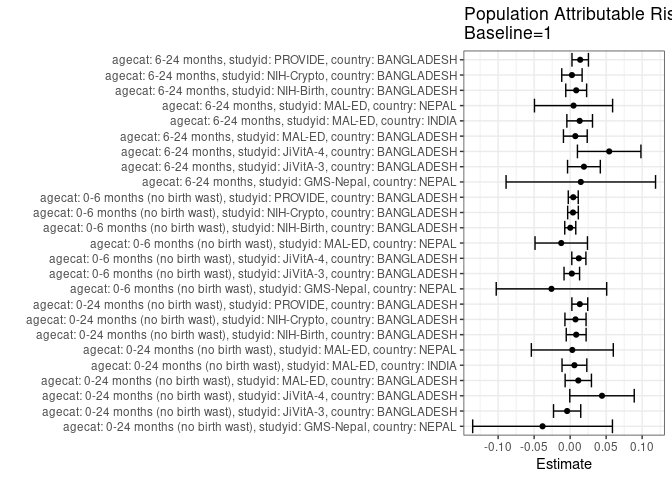 Population Attributable Ris
Baseline=1
agecat: 6-24 months, studyid: PROVIDE, country: BANGLADESH
agecat: 6-24 months, studyid: NIH-Crypto, country: BANGLADESH
agecat: 6-24 months, studyid: NIH-Birth, country: BANGLADESH
agecat: 6-24 months, studyid: MAL-ED, country: NEPAL
agecat: 6-24 months, studyid: MAL-ED, country: INDIA
agecat: 6-24 months, studyid: MAL-ED, country: BANGLADESH
agecat: 6-24 months, studyid: JiVitA-4, country: BANGLADESH
agecat: 6-24 months, studyid: JiVitA-3, country: BANGLADESH
agecat: 6-24 months, studyid: GMS-Nepal, country: NEPAL
agecat: 0-6 months (no birth wast), studyid: PROVIDE, country: BANGLADESH
agecat: 0-6 months (no birth wast), studyid: NIH-Crypto, country: BANGLADESH
agecat: 0-6 months (no birth wast), studyid: NIH-Birth, country: BANGLADESH
agecat: 0-6 months (no birth wast), studyid: MAL-ED, country: NEPAL
agecat: 0-6 months (no birth wast), studyid: JiVitA-4, country: BANGLADESH
agecat: 0-6 months (no birth wast), studyid: JiVitA-3, country: BANGLADESH
agecat: 0-6 months (no birth wast), studyid: GMS-Nepal, country: NEPAL
agecat: 0-24 months (no birth wast), studyid: PROVIDE, country: BANGLADESH
agecat: 0-24 months (no birth wast), studyid: NIH-Crypto, country: BANGLADESH
agecat: 0-24 months (no birth wast), studyid: NIH-Birth, country: BANGLADESH
agecat: 0-24 months (no birth wast), studyid: MAL-ED, country: NEPAL
agecat: 0-24 months (no birth wast), studyid: MAL-ED, country: INDIA
agecat: 0-24 months (no birth wast), studyid: MAL-ED, country: BANGLADESH
agecat: 0-24 months (no birth wast), studyid: JiVitA-4, country: BANGLADESH
agecat: 0-24 months (no birth wast), studyid: JiVitA-3, country: BANGLADESH
agecat: 0-24 months (no birth wast), studyid: GMS-Nepal, country: NEPAL
-0.10 -0.05 0.00 0.05 0.10
Estimate